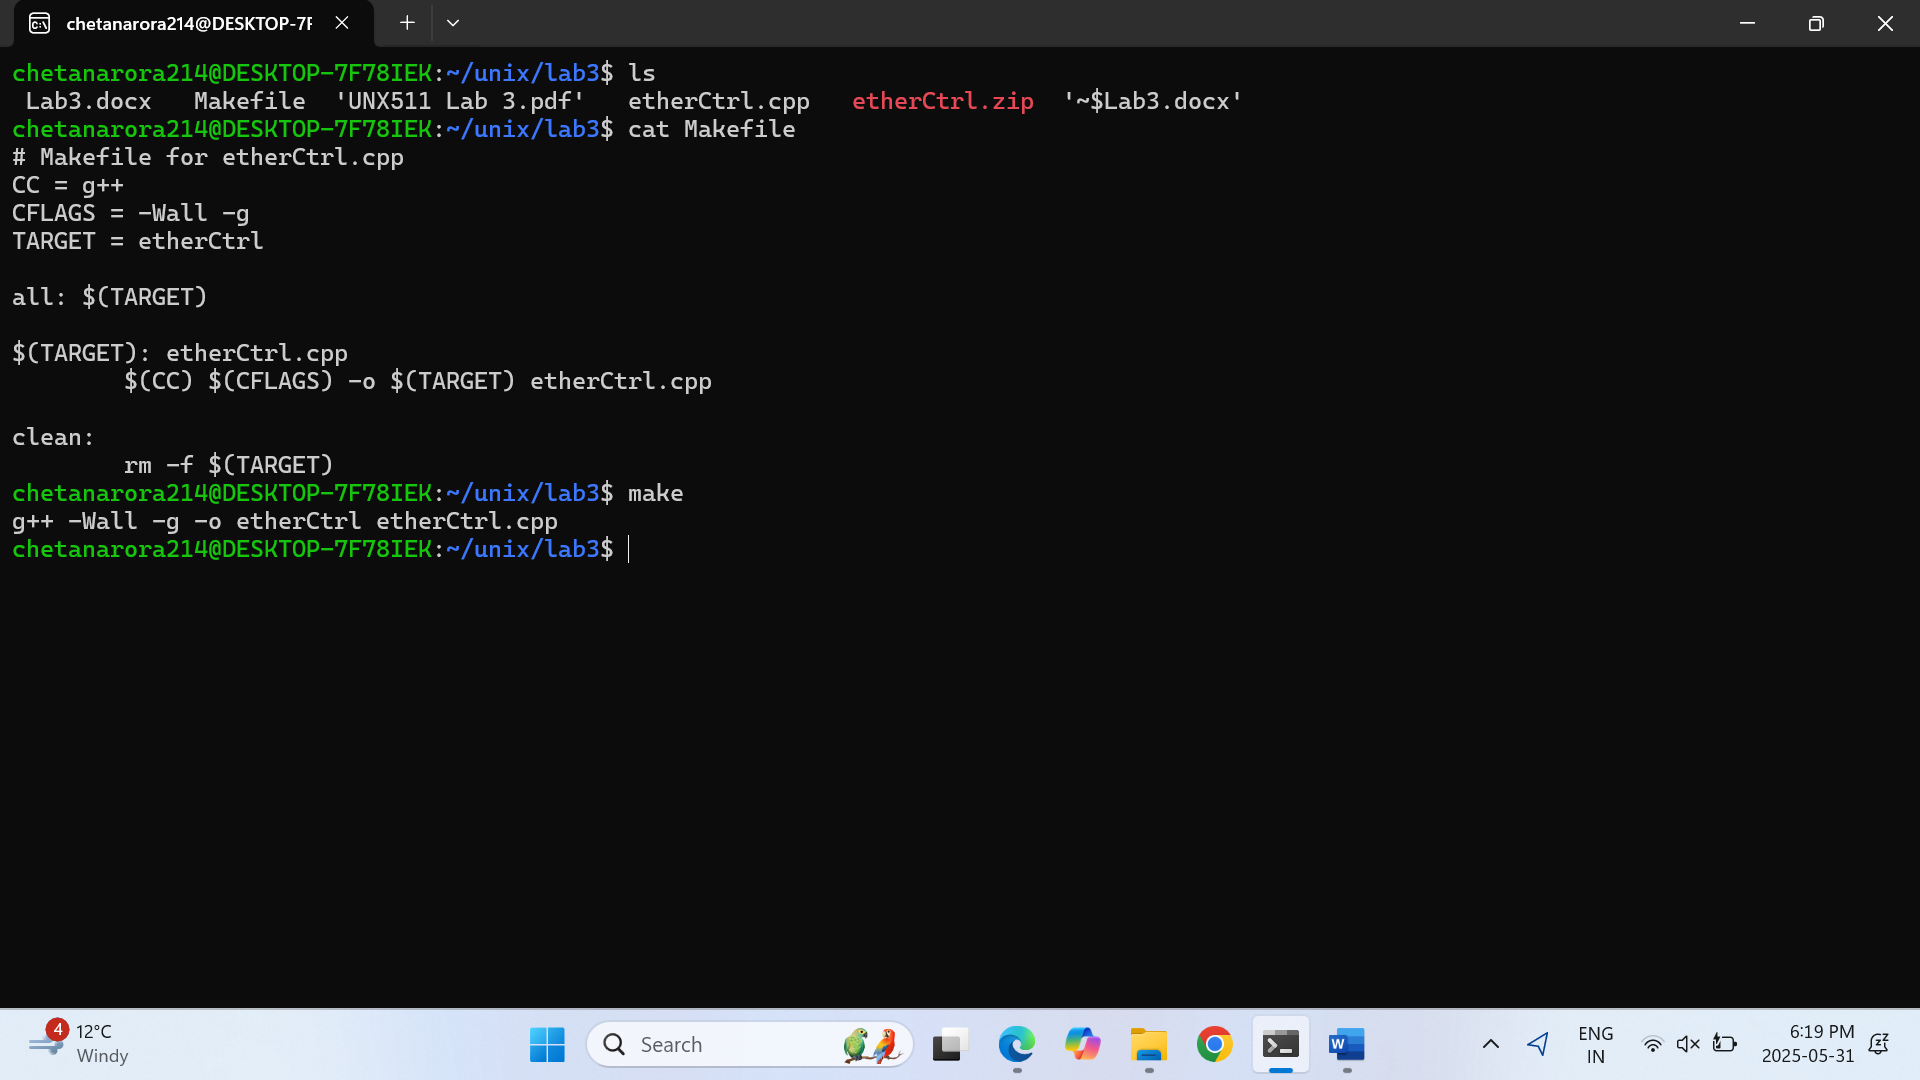 chetanarora214@DESKTOP-7F
chetanarora214@DESKTOP-7F78IEK:~/unix/lab3$ ls
Lab3.docx   Makefile  'UNX511 Lab 3.pdf'   etherCtrl.cpp   etherCtrl.zip  '~$Lab3.docx'
chetanarora214@DESKTOP-7F78IEK:~/unix/lab3$ cat Makefile
# Makefile for etherCtrl.cpp
CC = g++
CFLAGS = -Wall -g
TARGET = etherCtrl
all: $(TARGET)
$(TARGET): etherCtrl.cpp
        $(CC) $(CFLAGS) -o $(TARGET) etherCtrl.cpp
clean:
        rm -f $(TARGET)
chetanarora214@DESKTOP-7F78IEK:~/unix/lab3$ make
g++ -Wall -g -o etherCtrl etherCtrl.cpp
chetanarora214@DESKTOP-7F78IEK:~/unix/lab3$
4
12°C
Windy
Search
ENG
IN
6:19 PM
2025-05-31